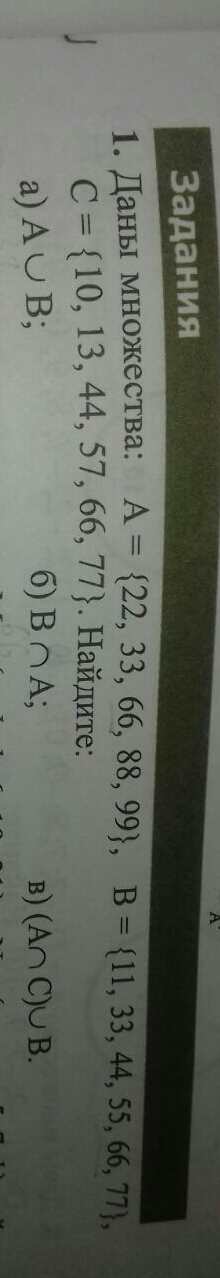 Задания
1. Даны множества: A = {22, 33, 66, 88, 99}, B = {11, 33, 44, 55, 66, 77},
C = {10, 13, 44, 57, 66, 77}. Найдите:
а) A ∪ B; б) B ∩ A; в) (A∩C)∪B.